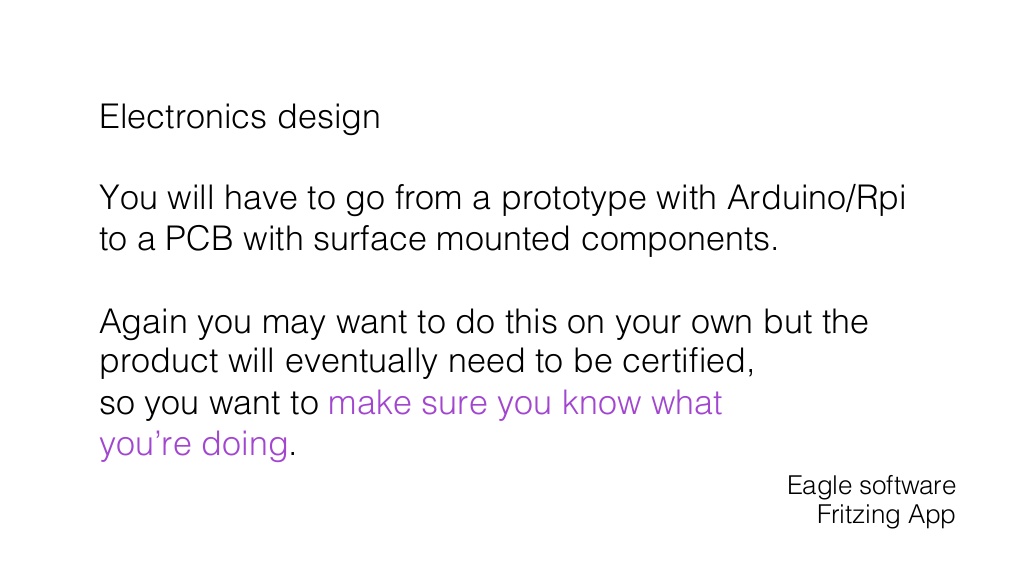 Electronics design
You will have to go from a prototype with Arduino/Rpi
to a PCB with surface mounted components.
Again you may want to do this on your own but the
product will eventually need to be certified,
so you want to make sure you know what
you’re doing.
Eagle software
Fritzing App